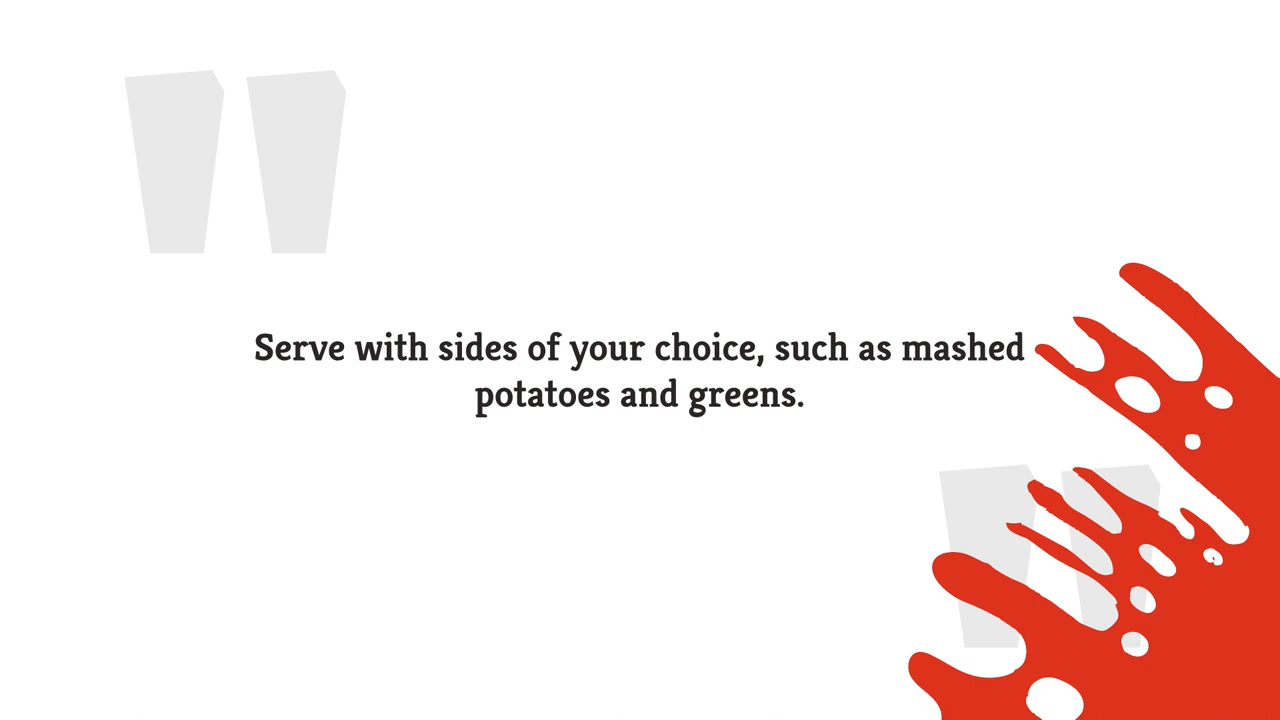 Serve with sides of your choice, such as mashed
potatoes and greens.